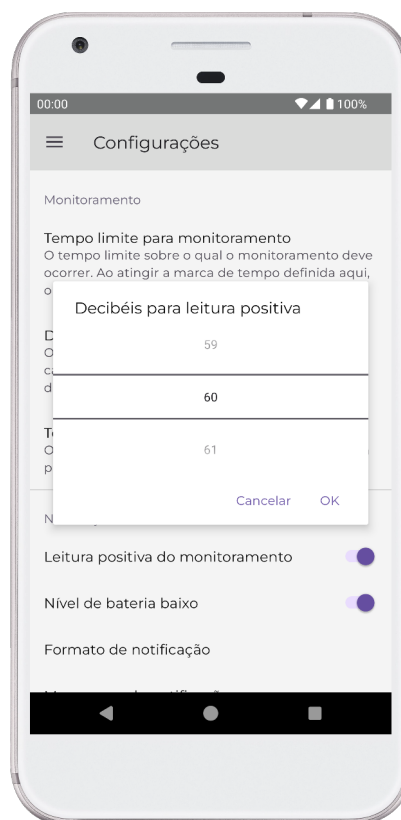 00:00 100%
Configurações
Monitoramento
Tempo limite para monitoramento
O tempo limite sobre o qual o monitoramento deve
ocorrer. Ao atingir a marca de tempo definida aqui,
Decibéis para leitura positiva
59
60
61
Cancelar OK
Leitura positiva do monitoramento
Nível de bateria baixo
Formato de notificação